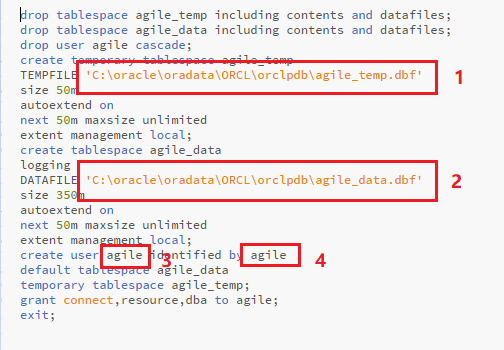 drop tablespace agile_temp including contents and datafiles;
drop tablespace agile_data including contents and datafiles;
drop user agile cascade;
create temporary tablespace agile_temp
TEMPFILE 'C:\oracle\oradata\ORCL\orclpdb\agile_temp.dbf' 1
size 50m
autoextend on
next 50m maxsize unlimited
extent management local;
create tablespace agile_data
logging
DATAFILE 'C:\oracle\oradata\ORCL\orclpdb\agile_data.dbf' 2
size 350m
autoextend on
next 50m maxsize unlimited
extent management local;
create user agile 3 identified by agile 4
default tablespace agile_data
temporary tablespace agile_temp;
grant connect,resource,dba to agile;
exit;